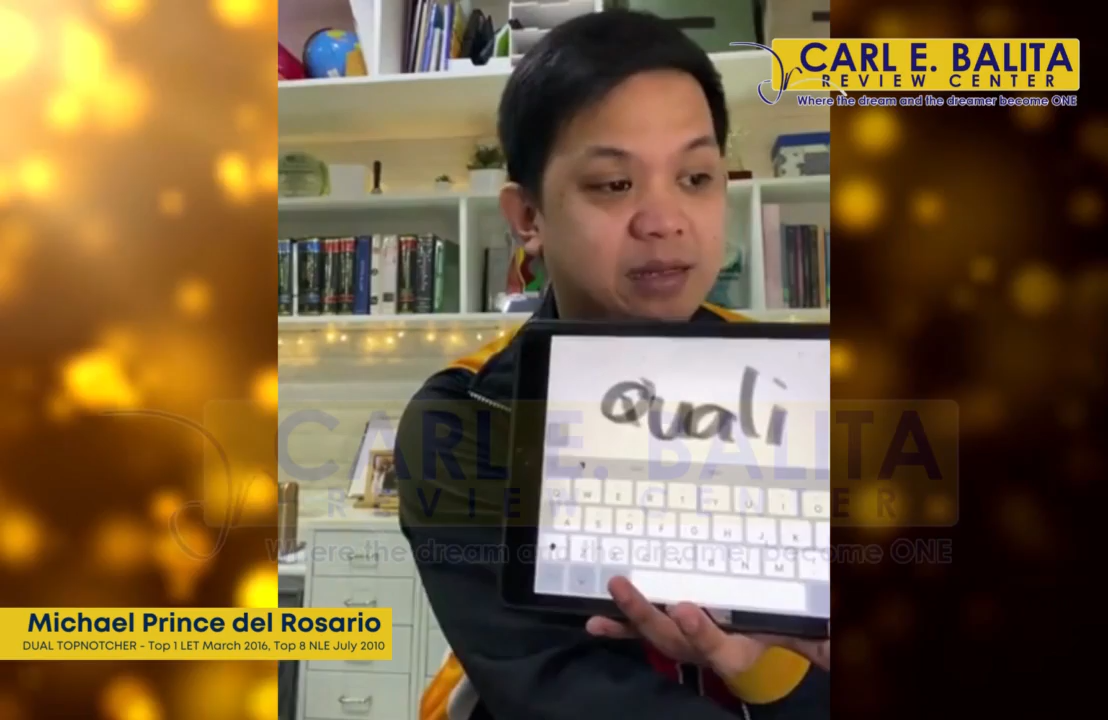 Dr. CARL E. BALITA
REVIEW CENTER
Where the dream and the dreamer become ONE
Quali
Q W E R T Y U I O
A S D F G H J K
Z X C V B N M
CARL E. BALITA
REVIEW CENTER
Where the dream and the dreamer become ONE
Michael Prince del Rosario
DUAL TOPNOTCHER - Top 1 LET March 2016, Top 8 NLE July 2010